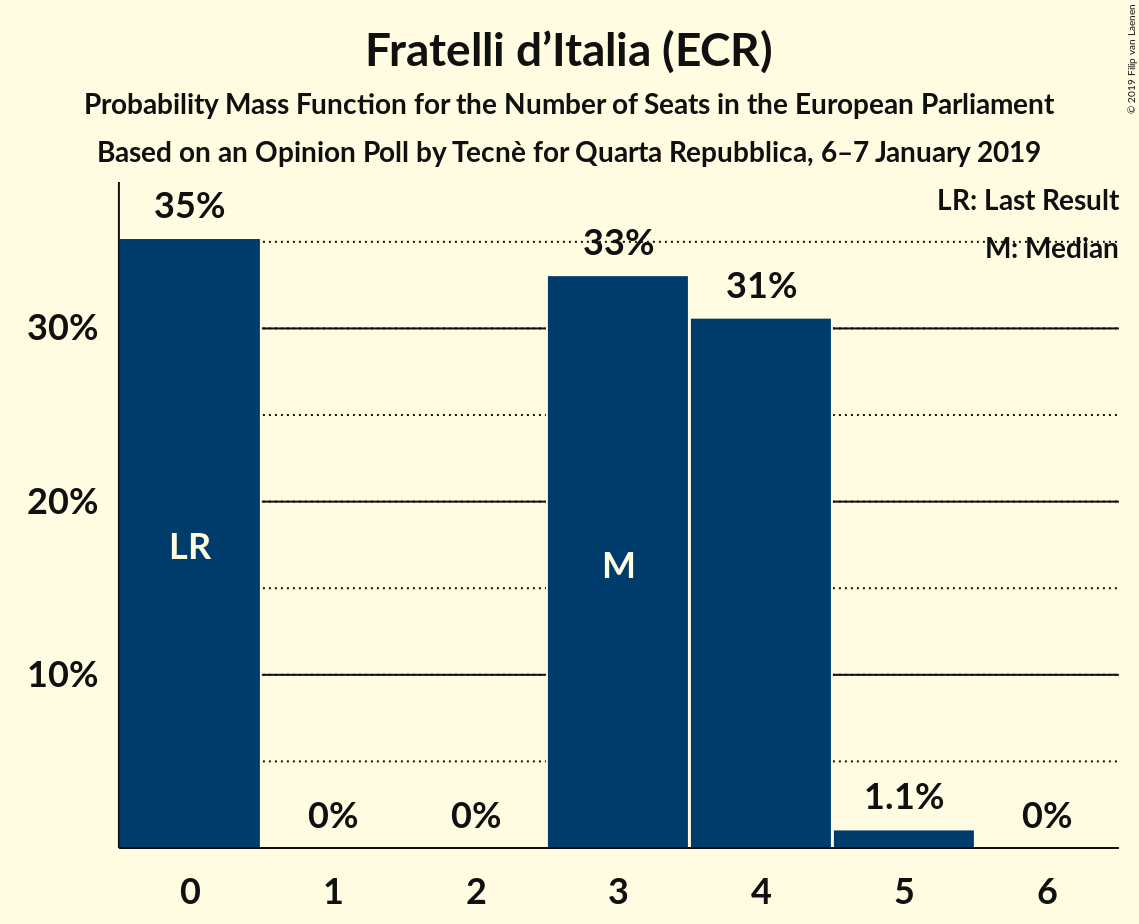 Fratelli d’Italia (ECR)
Probability Mass Function for the Number of Seats in the European Parliament
Based on an Opinion Poll by Tecnè for Quarta Repubblica, 6–7 January 2019
© 2019 Filip van Laenen
LR: Last Result
M: Median
35%
33%
31%
30%
20%
LR
M
10%
0%
0%
1.1%
0%
0
1
2
3
4
5
6